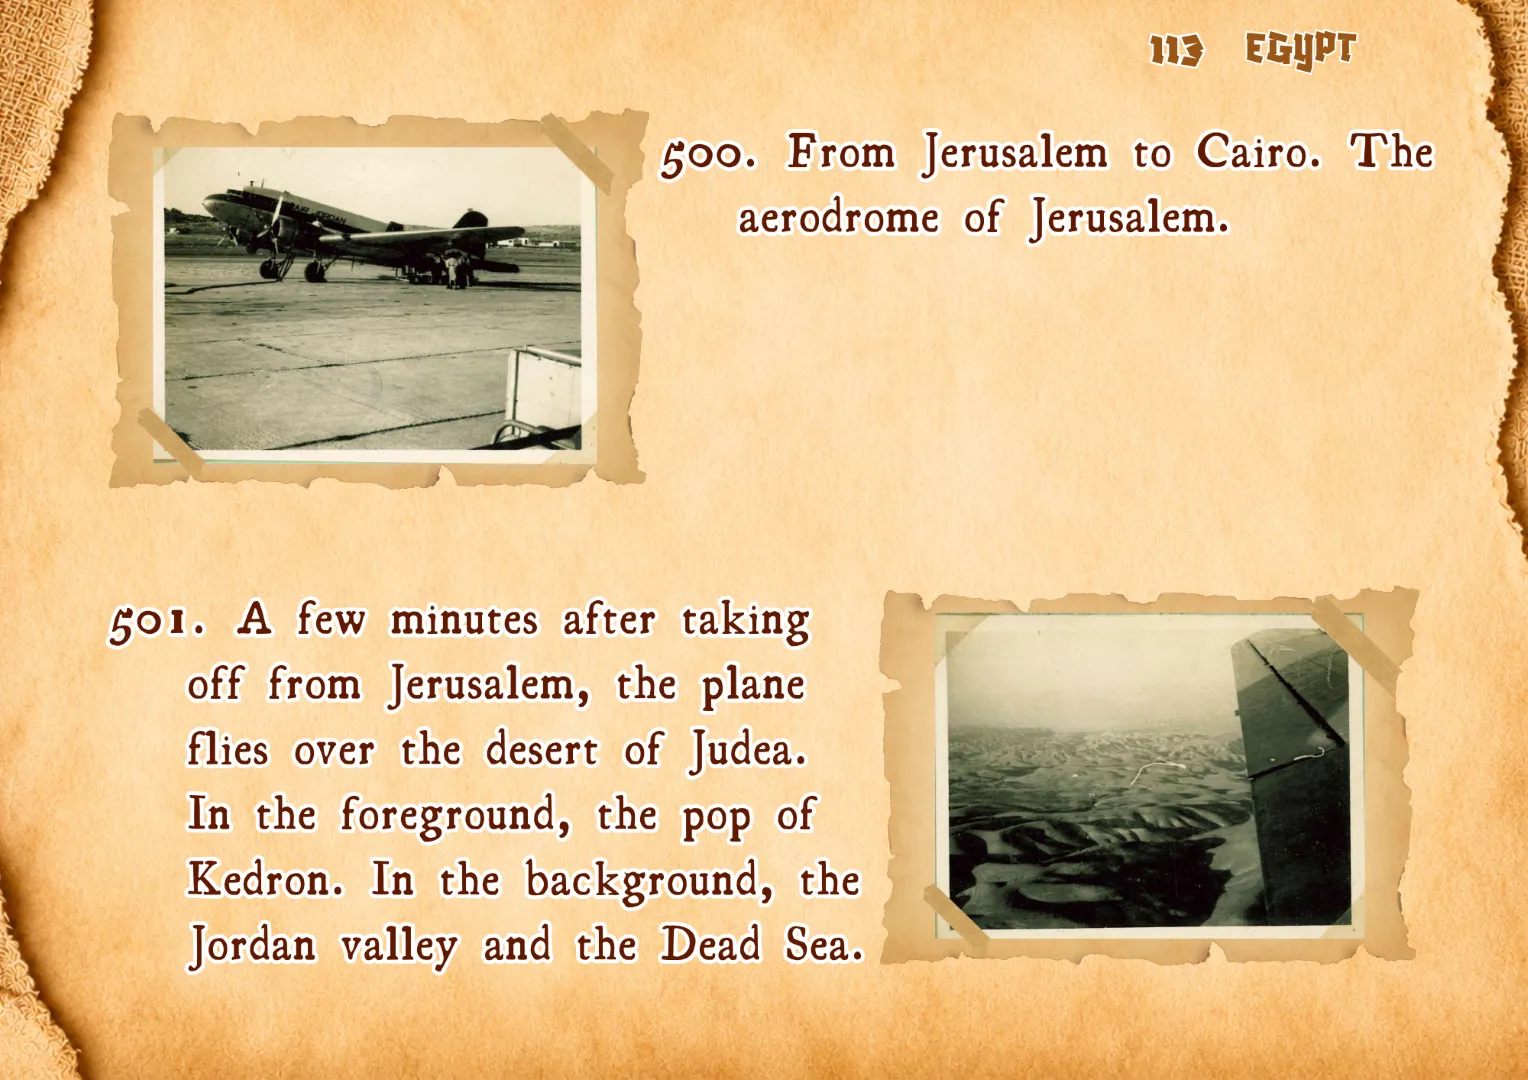 113 EGYPT
500. From Jerusalem to Cairo. The
aerodrome of Jerusalem.
AIR JORDAN
501. A few minutes after taking
off from Jerusalem, the plane
flies over the desert of Judea.
In the foreground, the pop of
Kedron. In the background, the
Jordan valley and the Dead Sea.